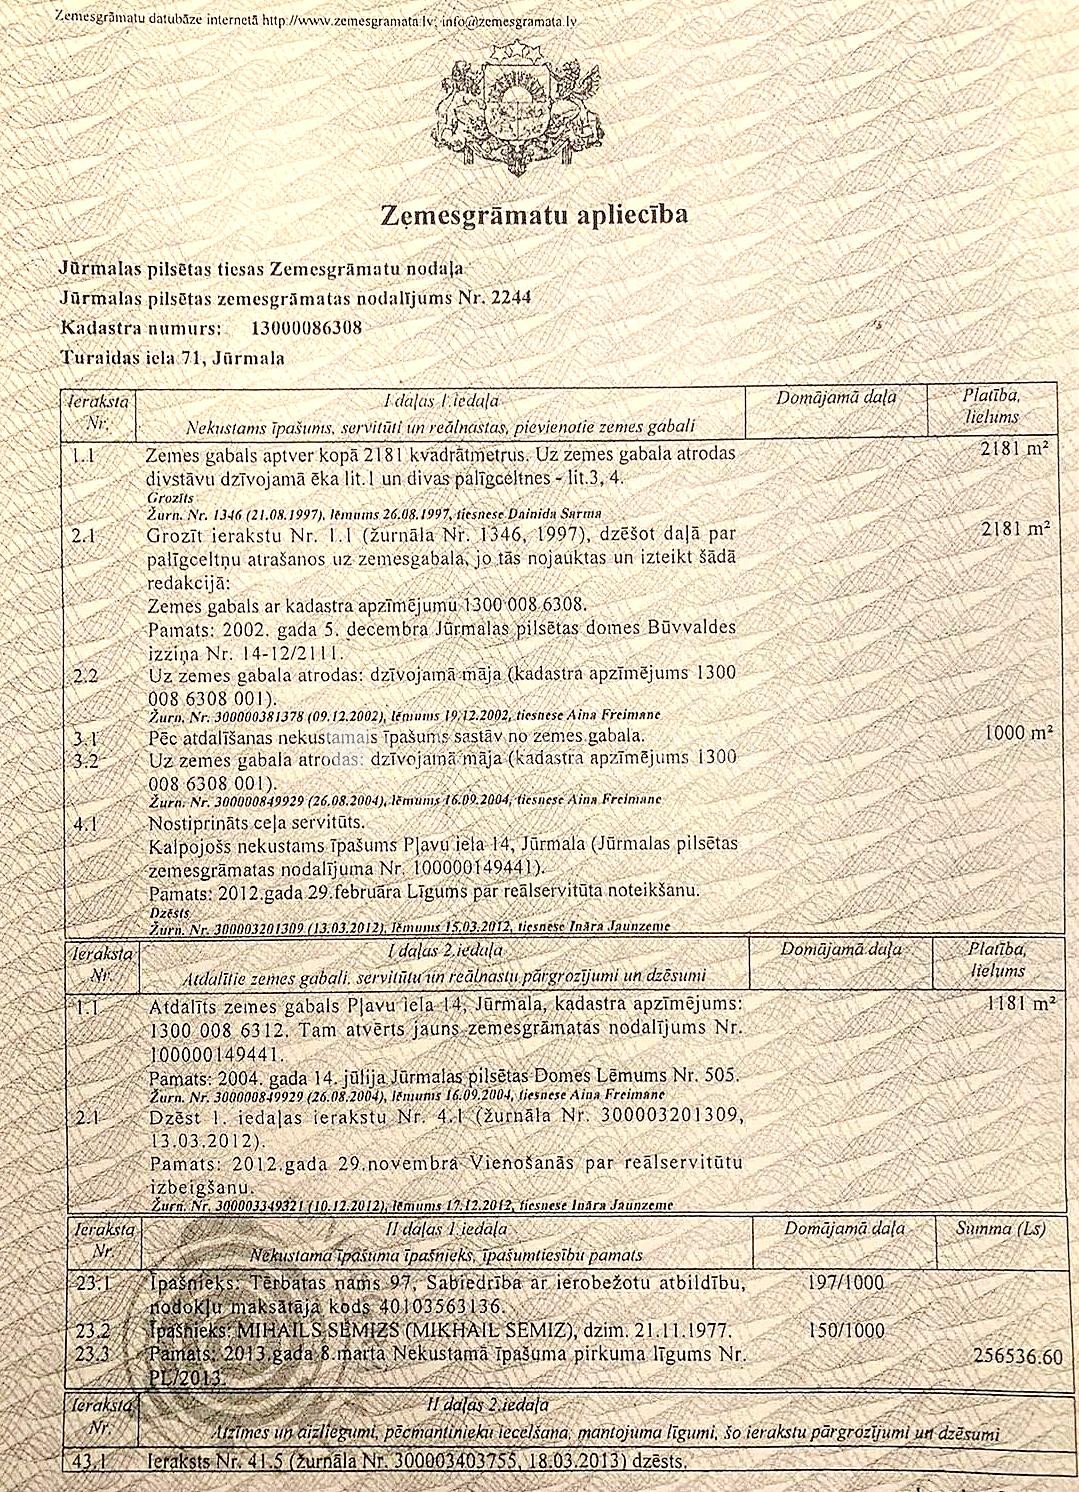 Zemesgrāmatu datubāze internetā http://www.zemesgramata.lv; info@zemesgramata.lv
Zemesgrāmatu apliecība
Jūrmalas pilsētas tiesas Zemesgrāmatu nodaļa
Jūrmalas pilsētas zemesgrāmatas nodalījums Nr. 2244
Kadastra numurs: 13000086308
Turaidas iela 71, Jūrmala
Ieraksta Nr. I daļas 1.iedaļa Domājamā daļa Platība, lielums
Nekustams īpašums, servitūti un reālnastas, pievienotie zemes gabali
1.1 Zemes gabals aptver kopā 2181 kvadrātmetrus. Uz zemes gabala atrodas 2181 m²
divstāvu dzīvojamā ēka lit.1 un divas palīgceltnes - lit.3, 4.
Grozīts
Žurn. Nr. 1346 (21.08.1997), lēmums 26.08.1997, tiesnese Dainida Sarma
2.1 Grozīt ierakstu Nr. 1.1 (žurnāla Nr. 1346, 1997), dzēšot daļā par 2181 m²
palīgceltņu atrašanos uz zemesgabala, jo tās nojauktas un izteikt šādā
redakcijā:
Zemes gabals ar kadastra apzīmējumu 1300 008 6308.
Pamats: 2002. gada 5. decembra Jūrmalas pilsētas domes Būvvaldes
izziņa Nr. 14-12/2111.
2.2 Uz zemes gabala atrodas: dzīvojamā māja (kadastra apzīmējums 1300
008 6308 001).
Žurn. Nr. 300000381378 (09.12.2002), lēmums 19.12.2002, tiesnese Aina Freimane
3.1 Pēc atdalīšanas nekustamais īpašums sastāv no zemes gabala. 1000 m²
3.2 Uz zemes gabala atrodas: dzīvojamā māja (kadastra apzīmējums 1300
008 6308 001).
Žurn. Nr. 300000849929 (26.08.2004), lēmums 16.09.2004, tiesnese Aina Freimane
4.1 Nostiprināts ceļa servitūts.
Kalpojošs nekustams īpašums Pļavu iela 14, Jūrmala (Jūrmalas pilsētas
zemesgrāmatas nodalījuma Nr. 100000149441).
Pamats: 2012.gada 29.februāra Līgums par reālservitūta noteikšanu.
Dzēsts
Žurn. Nr. 300003201309 (13.03.2012), lēmums 15.03.2012, tiesnese Ināra Jaunzeme
Ieraksta Nr. I daļas 2.iedaļa Domājamā daļa Platība, lielums
Atdalītie zemes gabali, servitūtu un reālnastu pārgrozījumi un dzēsumi
1.1 Atdalīts zemes gabals Pļavu iela 14, Jūrmala, kadastra apzīmējums: 1181 m²
1300 008 6312. Tam atvērts jauns zemesgrāmatas nodalījums Nr.
100000149441.
Pamats: 2004. gada 14. jūlija Jūrmalas pilsētas Domes Lēmums Nr. 505.
Žurn. Nr. 300000849929 (26.08.2004), lēmums 16.09.2004, tiesnese Aina Freimane
2.1 Dzēst 1. iedaļas ierakstu Nr. 4.1 (žurnāla Nr. 300003201309,
13.03.2012).
Pamats: 2012.gada 29.novembra Vienošanās par reālservitūtu
izbeigšanu.
Žurn. Nr. 300003349321 (10.12.2012), lēmums 17.12.2012, tiesnese Ināra Jaunzeme
Ieraksta Nr. II daļas 1.iedaļa Domājamā daļa Summa (Ls)
Nekustama īpašuma īpašnieks, īpašumtiesību pamats
23.1 Īpašnieks: Tērbatas nams 97, Sabiedrība ar ierobežotu atbildību, 197/1000
nodokļu maksātāja kods 40103563136.
23.2 Īpašnieks: MIHAILS SEMIZS (MIKHAIL SEMIZ), dzim. 21.11.1977. 150/1000
23.3 Pamats: 2013.gada 8.marta Nekustamā īpašuma pirkuma līgums Nr. 256536.60
PL/2013.
Ieraksta Nr. II daļas 2.iedaļa
Atzīmes un aizliegumi, pēcmantinieku iecelšana, mantojuma līgumi, šo ierakstu pārgrozījumi un dzēsumi
43.1 Ieraksts Nr. 41.5 (žurnāla Nr. 300003403755, 18.03.2013) dzēsts.